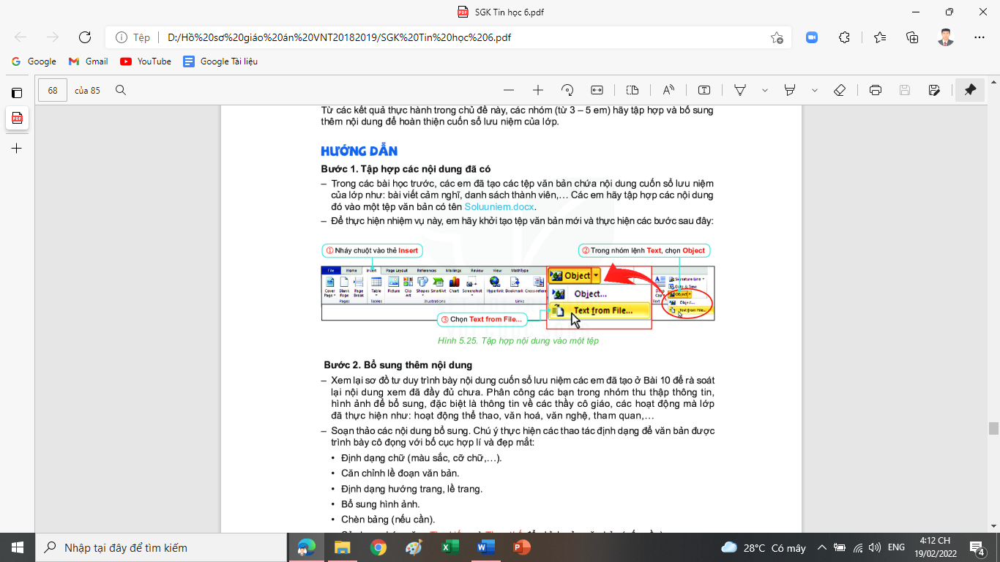 SGK Tin học 6.pdf
Tệp
D:/Hồ%20sơ%20giáo%20án%20VNT20182019/SGK%20Tin%20học%206.pdf
Google
Gmail
YouTube
Google Tài liệu
68
của 85
Từ các kết quả thực hành trong chủ đề này, các nhóm (từ 3 – 5 em) hãy tập hợp và bổ sung
thêm nội dung để hoàn thiện cuốn sổ lưu niệm của lớp.
HƯỚNG DẪN
Bước 1. Tập hợp các nội dung đã có
– Trong các bài học trước, các em đã tạo các tệp văn bản chứa nội dung cuốn sổ lưu niệm
của lớp như: bài viết cảm nghĩ, danh sách thành viên,… Các em hãy tập hợp các nội dung
đó vào một tệp văn bản có tên Soluuniem.docx.
– Để thực hiện nhiệm vụ này, em hãy khởi tạo tệp văn bản mới và thực hiện các bước sau đây:
① Nháy chuột vào thẻ Insert
② Trong nhóm lệnh Text, chọn Object
File Home Insert Page Layout References Mailings Review View MathType
Cover Page Blank Page Page Break Table Picture Clip Art Shapes SmartArt Chart Screenshot Hyperlink Bookmark Cross-refere
Pages Tables Illustrations Links
Object
Object...
Text from File...
Drop Cap Signature Line
Date & Time
Object
Object...
Text from File...
③ Chọn Text from File...
Hình 5.25. Tập hợp nội dung vào một tệp
Bước 2. Bổ sung thêm nội dung
– Xem lại sơ đồ tư duy trình bày nội dung cuốn sổ lưu niệm các em đã tạo ở Bài 10 để rà soát
lại nội dung xem đã đầy đủ chưa. Phân công các bạn trong nhóm thu thập thông tin,
hình ảnh để bổ sung, đặc biệt là thông tin về các thầy cô giáo, các hoạt động mà lớp
đã thực hiện như: hoạt động thể thao, văn hoá, văn nghệ, tham quan,…
– Soạn thảo các nội dung bổ sung. Chú ý thực hiện các thao tác định dạng để văn bản được
trình bày cô đọng với bố cục hợp lí và đẹp mắt:
• Định dạng chữ (màu sắc, cỡ chữ,…).
• Căn chỉnh lề đoạn văn bản.
• Định dạng hướng trang, lề trang.
• Bổ sung hình ảnh.
• Chèn bảng (nếu cần).
Nhập tại đây để tìm kiếm
28°C Có mây
ENG
4:12 CH
19/02/2022
4